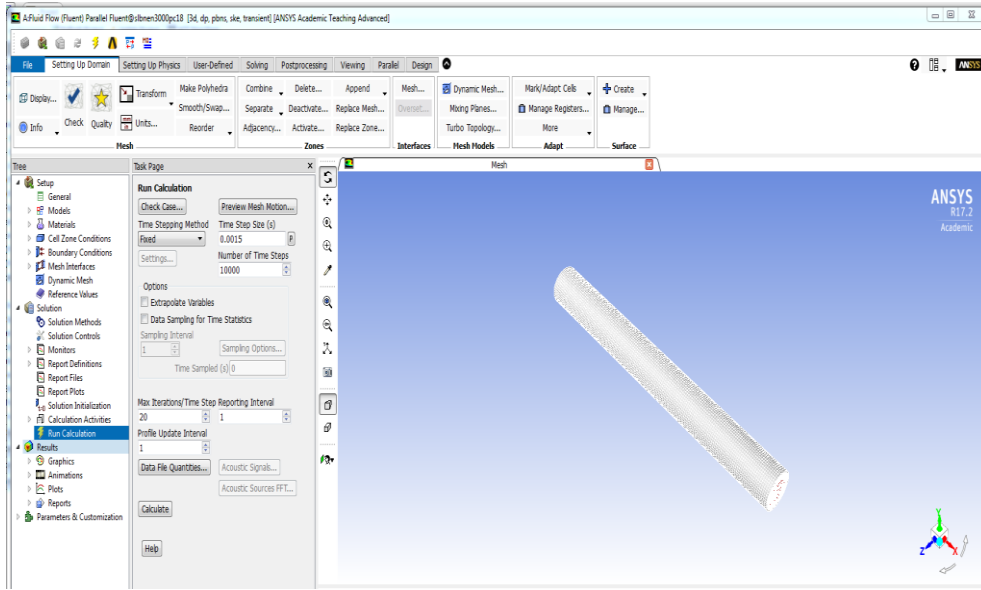 A:Fluid Flow (Fluent) Parallel Fluent@slbnen3000pc18 [3d, dp, pbns, ske, transient] [ANSYS Academic Teaching Advanced]
File Setting Up Domain Setting Up Physics User-Defined Solving Postprocessing Viewing Parallel Design ANSYS
Display... Transform Make Polyhedra Combine Delete... Append Mesh... Dynamic Mesh... Mark/Adapt Cells Create
Smooth/Swap... Separate Deactivate... Replace Mesh... Overset... Mixing Planes... Manage Registers... Manage...
Info Check Quality Units... Reorder Adjacency... Activate... Replace Zone... Turbo Topology... More
Mesh Zones Interfaces Mesh Models Adapt Surface
Tree
Setup
General
Models
Materials
Cell Zone Conditions
Boundary Conditions
Mesh Interfaces
Dynamic Mesh
Reference Values
Solution
Solution Methods
Solution Controls
Monitors
Report Definitions
Report Files
Report Plots
Solution Initialization
Calculation Activities
Run Calculation
Results
Graphics
Animations
Plots
Reports
Parameters & Customization
Task Page x
Run Calculation
Check Case... Preview Mesh Motion...
Time Stepping Method Time Step Size (s)
Fixed 0.0015 P
Settings... Number of Time Steps
10000
Options
Extrapolate Variables
Data Sampling for Time Statistics
Sampling Interval
1 Sampling Options...
Time Sampled (s) 0
Max Iterations/Time Step Reporting Interval
20 1
Profile Update Interval
1
Data File Quantities... Acoustic Signals...
Acoustic Sources FFT...
Calculate
Help
Mesh
ANSYS
R17.2
Academic
Y
Z X